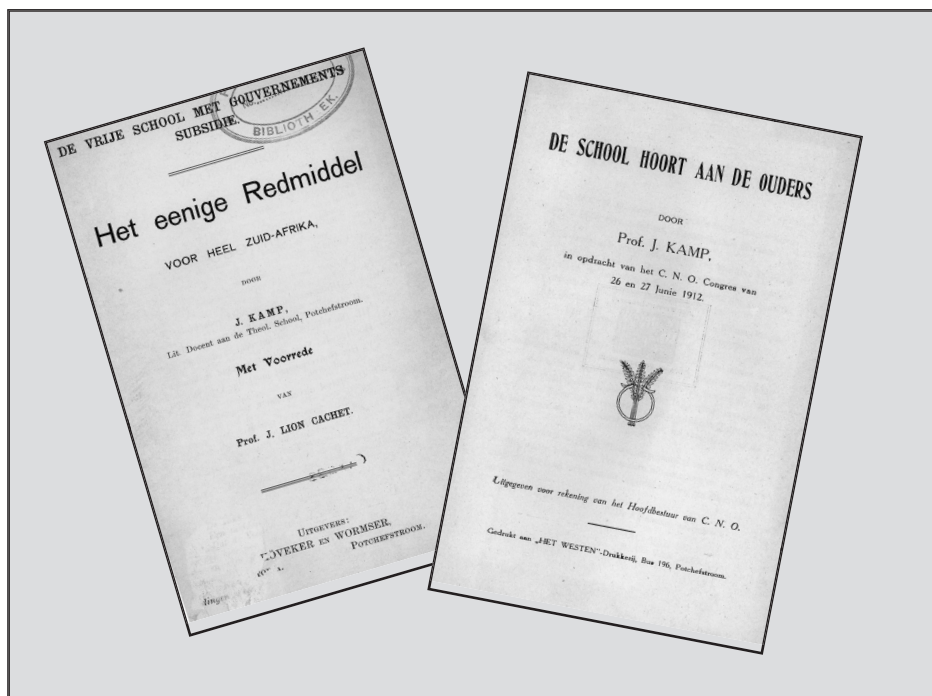 DE VRIJE SCHOOL MET GOUVERNEMENTS
SUBSIDIE.
BIBLIOTHEEK.
Het eenige Redmiddel
VOOR HEEL ZUID-AFRIKA,
DOOR
J. KAMP,
Lit. Docent aan de Theol. School, Potchefstroom.
Met Voorrede
VAN
Prof. J. LION CACHET.
UITGEVERS:
EN WORMSER,
POTCHEFSTROOM.
DE SCHOOL HOORT AAN DE OUDERS
DOOR
Prof. J. KAMP,
in opdracht van het C. N. O. Congres van
26 en 27 Junie 1912.
Uitgegeven voor rekening van het Hoofdbestuur van C. N. O.
Gedrukt aan „HET WESTEN"-Drukkerij, Bus 196, Potchefstroom.